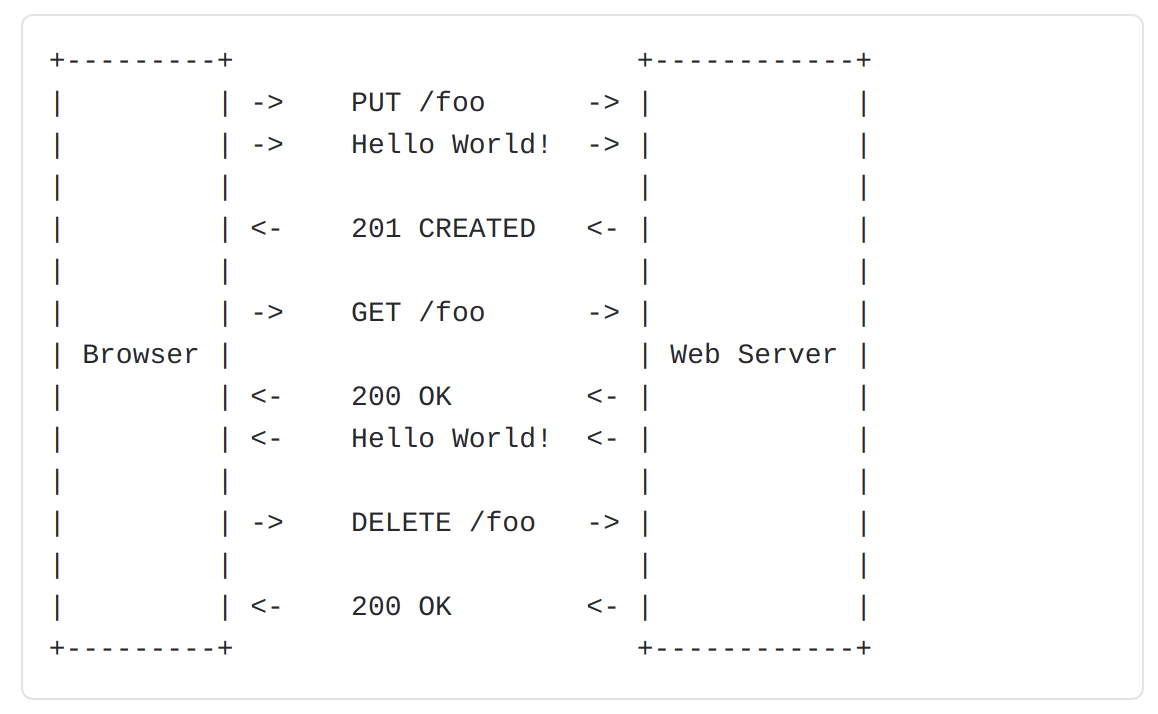 +---------+                        +------------+
|         | ->    PUT /foo      -> |            |
|         | ->    Hello World!  -> |            |
|         |                        |            |
|         | <-    201 CREATED   <- |            |
|         |                        |            |
|         | ->    GET /foo      -> |            |
| Browser |                        | Web Server |
|         | <-    200 OK        <- |            |
|         | <-    Hello World!  <- |            |
|         |                        |            |
|         | ->    DELETE /foo   -> |            |
|         |                        |            |
|         | <-    200 OK        <- |            |
+---------+                        +------------+